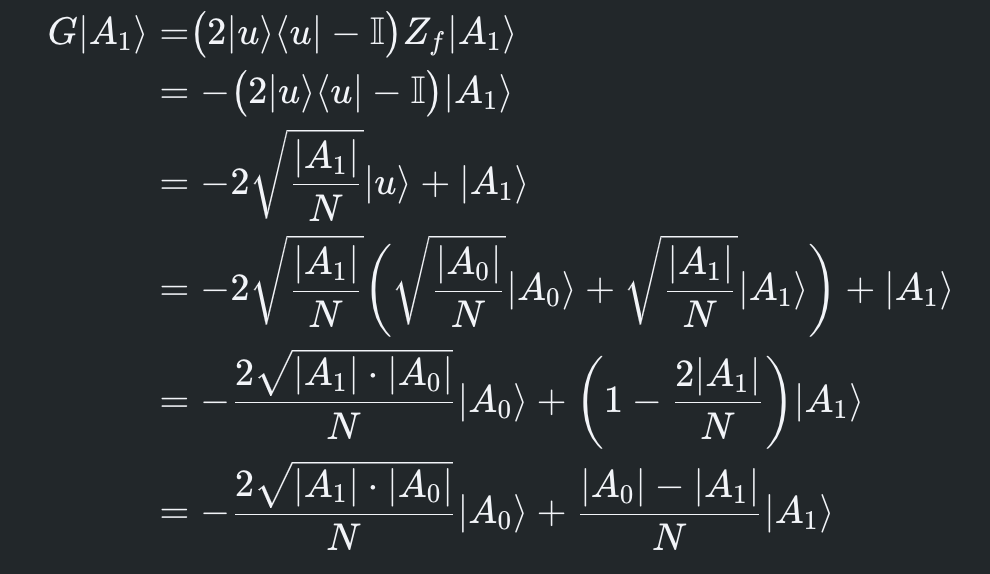 G|A₁⟩ =(2|u⟩⟨u| − 𝕀)Z_f|A₁⟩
= −(2|u⟩⟨u| − 𝕀)|A₁⟩
= −2√(|A₁|/N)|u⟩ + |A₁⟩
= −2√(|A₁|/N)(√(|A₀|/N)|A₀⟩ + √(|A₁|/N)|A₁⟩) + |A₁⟩
= −(2√(|A₁| · |A₀|)/N)|A₀⟩ + (1 − 2|A₁|/N)|A₁⟩
= −(2√(|A₁| · |A₀|)/N)|A₀⟩ + ((|A₀| − |A₁|)/N)|A₁⟩